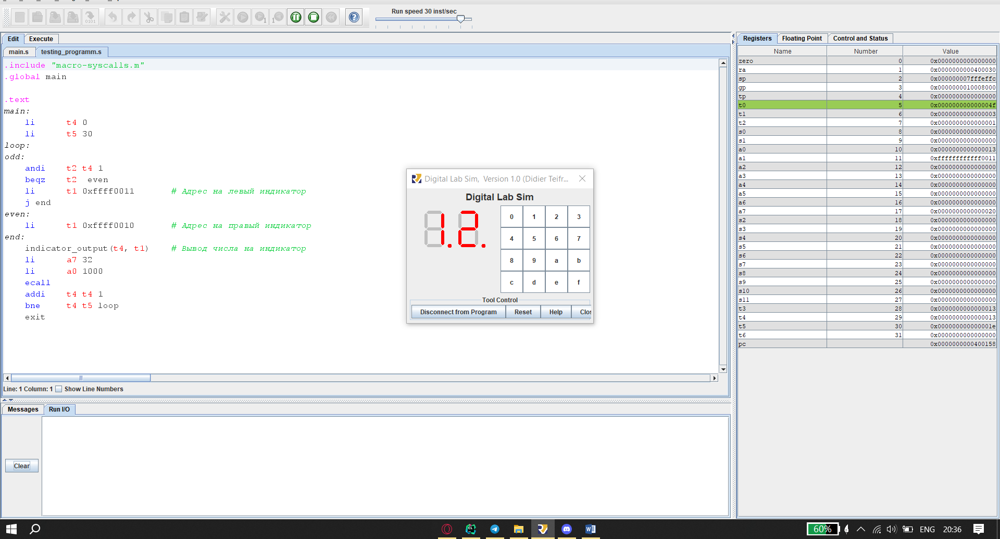 Run speed 30 inst/sec
Edit Execute
main.s testing_programm.s
.include "macro-syscalls.m"
.global main
.text
main:
li t4 0
li t5 30
loop:
odd:
andi t2 t4 1
beqz t2 even
li t1 0xffff0011 # Адрес на левый индикатор
j end
even:
li t1 0xffff0010 # Адрес на правый индикатор
end:
indicator_output(t4, t1) # Вывод числа на индикатор
li a7 32
li a0 1000
ecall
addi t4 t4 1
bne t4 t5 loop
exit
Line: 1 Column: 1 Show Line Numbers
Messages Run I/O
Clear
Digital Lab Sim, Version 1.0 (Didier Teifr...
Digital Lab Sim
1.2.
0 1 2 3
4 5 6 7
8 9 a b
c d e f
Tool Control
Disconnect from Program Reset Help Clos
Registers Floating Point Control and Status
Name Number Value
zero 0 0x0000000000000000
ra 1 0x0000000000400030
sp 2 0x000000007fffeffc
gp 3 0x0000000010008000
tp 4 0x0000000000000000
t0 5 0x000000000000004f
t1 6 0x0000000000000003
t2 7 0x0000000000000001
s0 8 0x0000000000000000
s1 9 0x0000000000000000
a0 10 0x0000000000000013
a1 11 0xffffffffffff0011
a2 12 0x0000000000000000
a3 13 0x0000000000000000
a4 14 0x0000000000000000
a5 15 0x0000000000000000
a6 16 0x0000000000000000
a7 17 0x0000000000000020
s2 18 0x0000000000000000
s3 19 0x0000000000000000
s4 20 0x0000000000000000
s5 21 0x0000000000000000
s6 22 0x0000000000000000
s7 23 0x0000000000000000
s8 24 0x0000000000000000
s9 25 0x0000000000000000
s10 26 0x0000000000000000
s11 27 0x0000000000000000
t3 28 0x0000000000000013
t4 29 0x0000000000000013
t5 30 0x000000000000001e
t6 31 0x0000000000000000
pc 0x0000000000400158
60% ENG 20:36